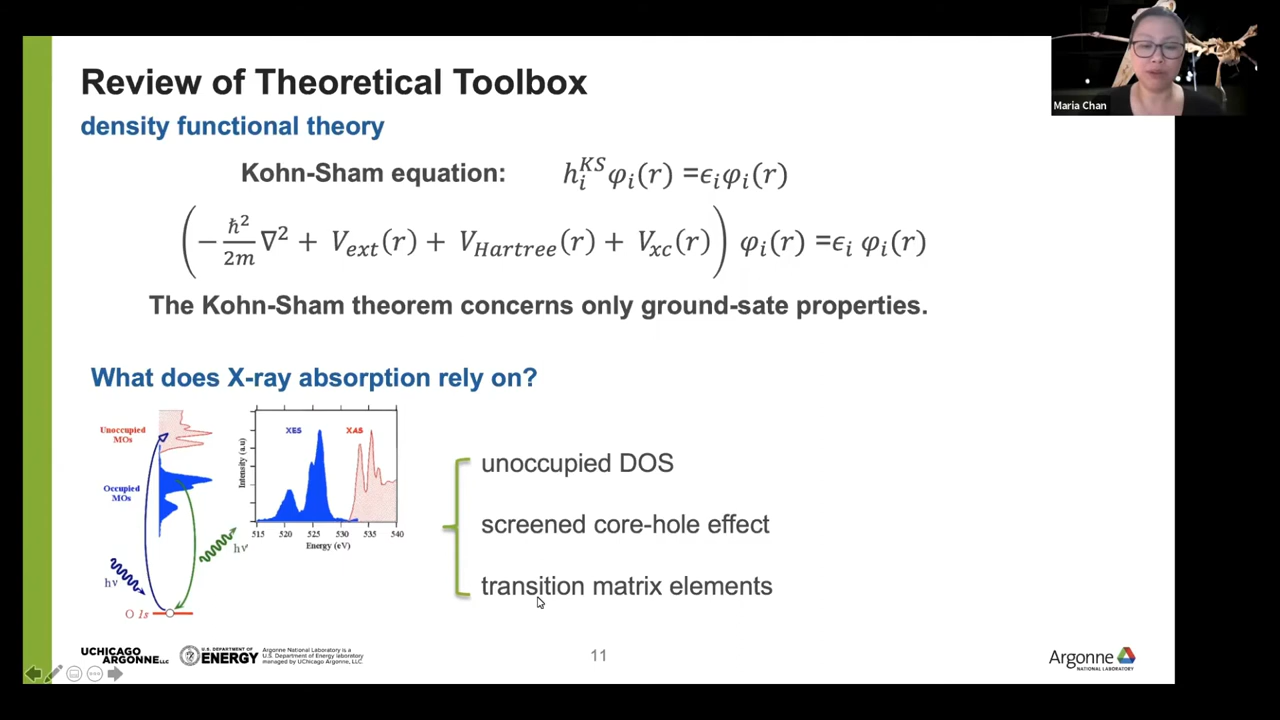 Review of Theoretical Toolbox
density functional theory
Kohn-Sham equation: h_i^{KS} φ_i(r) =ϵ_iφ_i(r)
(−ħ²/2m ∇² + V_ext(r) + V_Hartree(r) + V_xc(r)) φ_i(r) =ϵ_i φ_i(r)
The Kohn-Sham theorem concerns only ground-sate properties.
What does X-ray absorption rely on?
Unoccupied
MOs
Occupied
MOs
hν
hν'
O 1s
Intensity (a.u)
XES XAS
515 520 525 530 535 540
Energy (eV)
unoccupied DOS
screened core-hole effect
transition matrix elements
UCHICAGO
ARGONNE LLC
U.S. DEPARTMENT OF
ENERGY
Argonne National Laboratory is a
U.S. Department of Energy laboratory
managed by UChicago Argonne, LLC.
11
Argonne
NATIONAL LABORATORY
Maria Chan